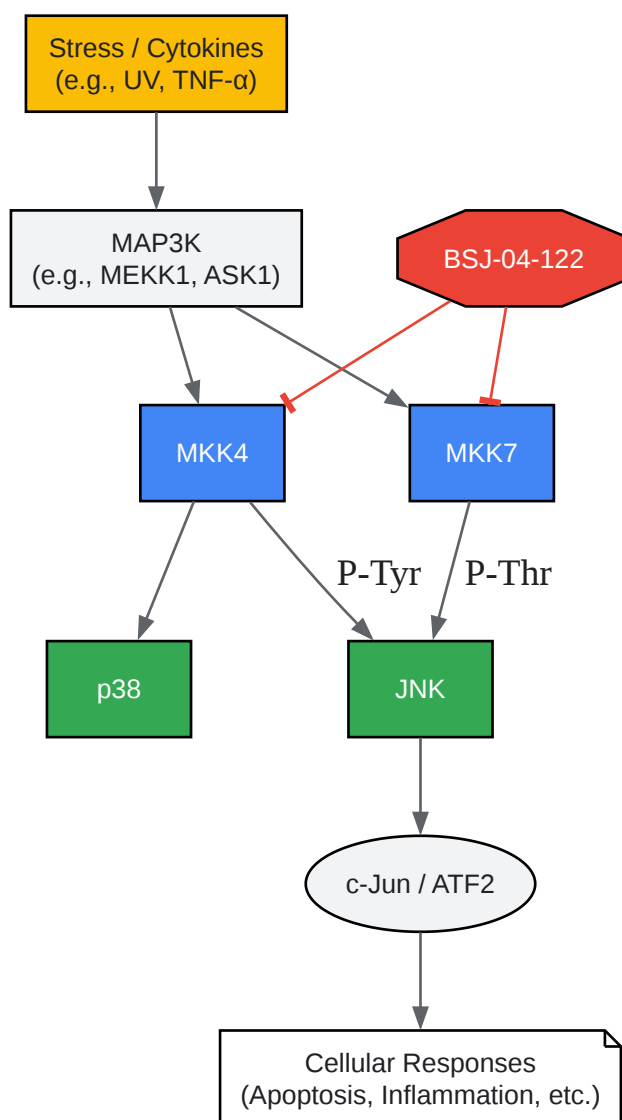 Stress / Cytokines
(e.g., UV, TNF-α)
MAP3K
(e.g., MEKK1, ASK1)
BSJ-04-122
MKK4
MKK7
P-Tyr
P-Thr
p38
JNK
c-Jun / ATF2
Cellular Responses
(Apoptosis, Inflammation, etc.)